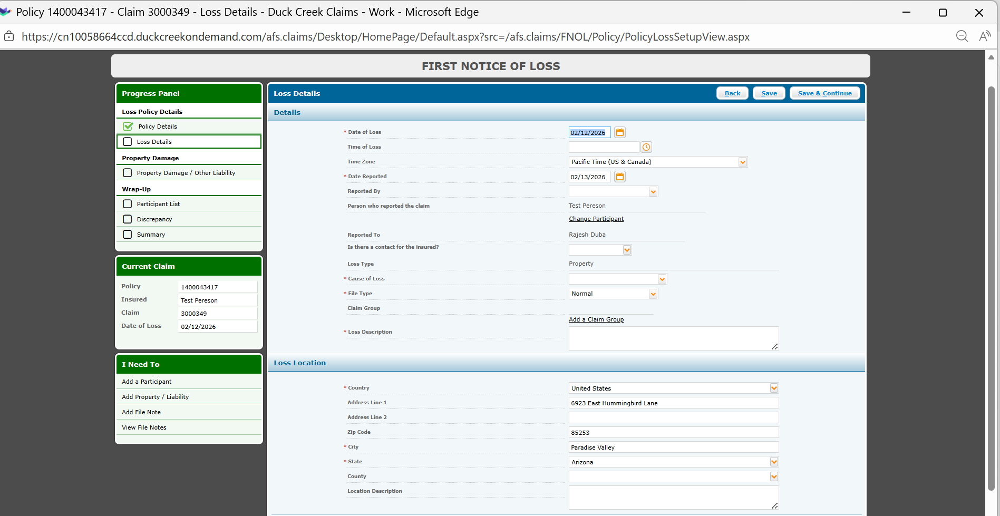 Policy 1400043417 - Claim 3000349 - Loss Details - Duck Creek Claims - Work - Microsoft Edge
https://cn10058664ccd.duckcreekondemand.com/afs.claims/Desktop/HomePage/Default.aspx?src=/afs.claims/FNOL/Policy/PolicyLossSetupView.aspx
FIRST NOTICE OF LOSS
Progress Panel
Loss Policy Details
Policy Details
Loss Details
Property Damage
Property Damage / Other Liability
Wrap-Up
Participant List
Discrepancy
Summary
Current Claim
Policy 1400043417
Insured Test Pereson
Claim 3000349
Date of Loss 02/12/2026
I Need To
Add a Participant
Add Property / Liability
Add File Note
View File Notes
Loss Details Back Save Save & Continue
Details
* Date of Loss 02/12/2026
Time of Loss
Time Zone Pacific Time (US & Canada)
* Date Reported 02/13/2026
Reported By
Person who reported the claim Test Pereson
Change Participant
Reported To Rajesh Duba
Is there a contact for the insured?
Loss Type Property
* Cause of Loss
* File Type Normal
Claim Group
Add a Claim Group
* Loss Description
Loss Location
* Country United States
Address Line 1 6923 East Hummingbird Lane
Address Line 2
Zip Code 85253
* City Paradise Valley
* State Arizona
County
Location Description